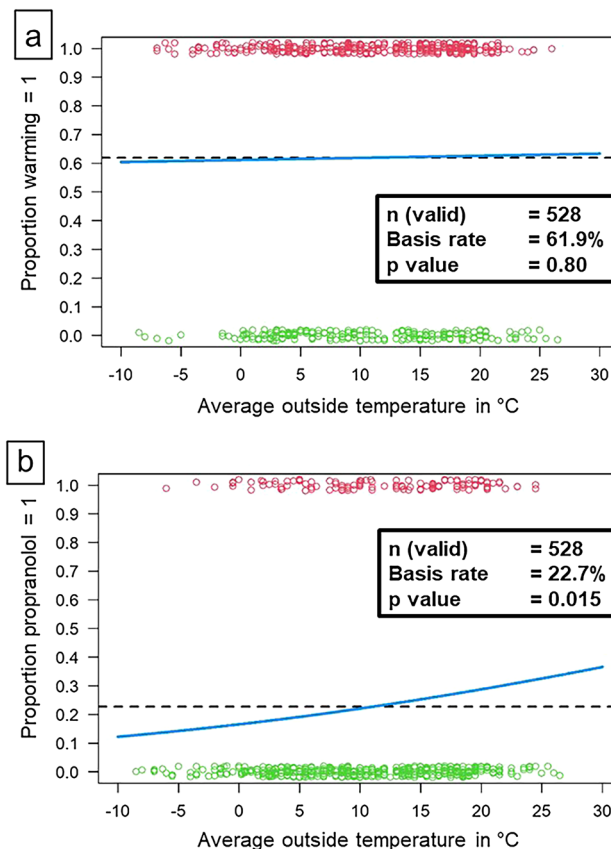 a
Proportion warming = 1
1.0
0.9
0.8
0.7
0.6
0.5
0.4
0.3
0.2
0.1
0.0
n (valid) = 528
Basis rate = 61.9%
p value = 0.80
-10 -5 0 5 10 15 20 25 30
Average outside temperature in °C
b
Proportion propranolol = 1
1.0
0.9
0.8
0.7
0.6
0.5
0.4
0.3
0.2
0.1
0.0
n (valid) = 528
Basis rate = 22.7%
p value = 0.015
-10 -5 0 5 10 15 20 25 30
Average outside temperature in °C